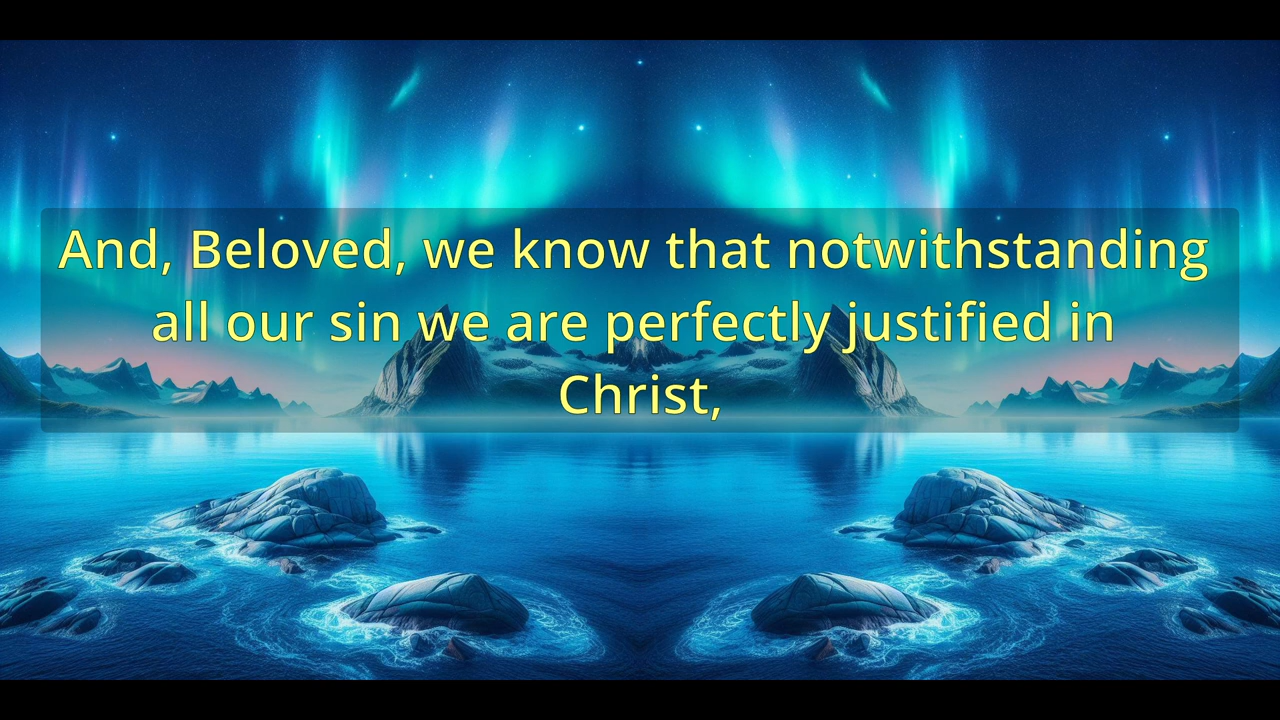 And, Beloved, we know that notwithstanding
all our sin we are perfectly justified in
Christ,